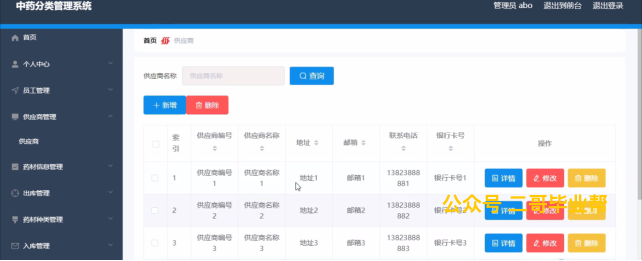 中药分类管理系统
管理员 abo 退出到前台 退出登录
首页
首页 供应商
个人中心
供应商名称 供应商名称 查询
员工管理
新增 删除
供应商管理
供应商
索引 供应商编号 供应商名称 地址 邮箱 联系电话 银行卡号 操作
药材信息管理
1 供应商编号1 供应商名称1 地址1 邮箱1 13823888881 银行卡号1 详情 修改 删除
出库管理
2 供应商编号2 供应商名称2 地址2 邮箱2 13823888882 银行卡号2 详情 修改 删除
公众号 二哥毕业帮
药材种类管理
3 供应商编号3 供应商名称3 地址3 邮箱3 13823888883 银行卡号3 详情 修改 删除
入库管理